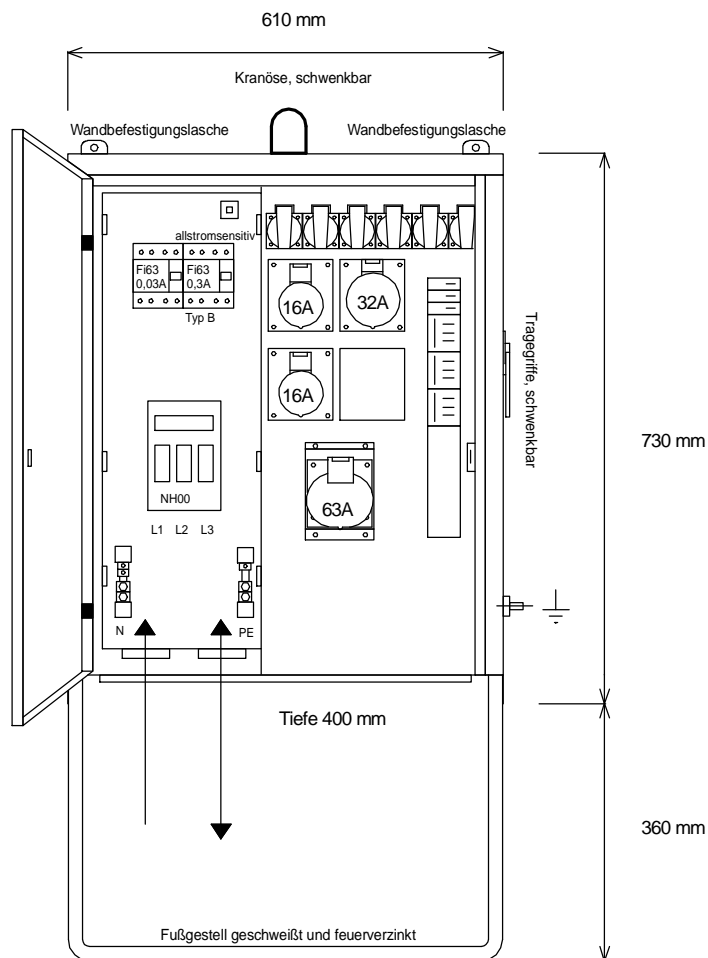 610 mm
Kranöse, schwenkbar
Wandbefestigungslasche
Wandbefestigungslasche
allstromsensitiv
Fi63
0,03A
Fi63
0,3A
Typ B
16A
32A
16A
63A
NH00
L1 L2 L3
N
PE
Tragegriffe, schwenkbar
730 mm
Tiefe 400 mm
360 mm
Fußgestell geschweißt und feuerverzinkt